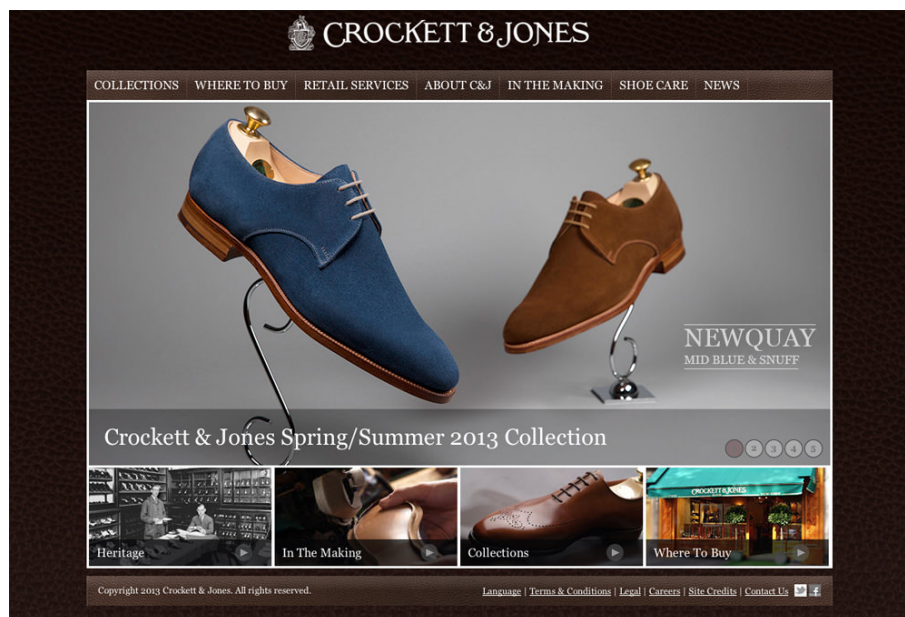 CROCKETT & JONES
COLLECTIONS WHERE TO BUY RETAIL SERVICES ABOUT C&J IN THE MAKING SHOE CARE NEWS
NEWQUAY
MID BLUE & SNUFF
Crockett & Jones Spring/Summer 2013 Collection
2 3 4 5
CROCKETT & JONES
Heritage In The Making Collections Where To Buy
Copyright 2013 Crockett & Jones. All rights reserved. Language | Terms & Conditions | Legal | Careers | Site Credits | Contact Us